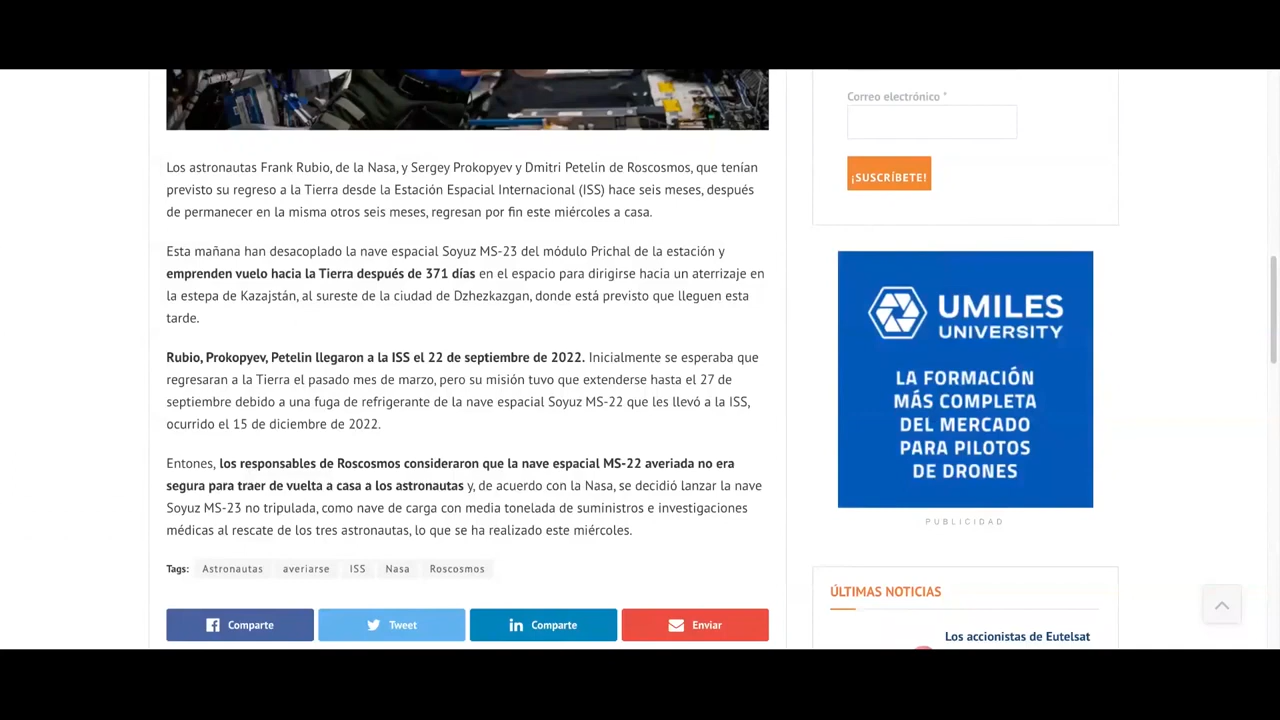 Correo electrónico *
¡SUSCRÍBETE!
Los astronautas Frank Rubio, de la Nasa, y Sergey Prokopyev y Dmitri Petelin de Roscosmos, que tenían
previsto su regreso a la Tierra desde la Estación Espacial Internacional (ISS) hace seis meses, después
de permanecer en la misma otros seis meses, regresan por fin este miércoles a casa.
Esta mañana han desacoplado la nave espacial Soyuz MS-23 del módulo Prichal de la estación y
emprenden vuelo hacia la Tierra después de 371 días en el espacio para dirigirse hacia un aterrizaje en
la estepa de Kazajstán, al sureste de la ciudad de Dzhezkazgan, donde está previsto que lleguen esta
tarde.
Rubio, Prokopyev, Petelin llegaron a la ISS el 22 de septiembre de 2022. Inicialmente se esperaba que
regresaran a la Tierra el pasado mes de marzo, pero su misión tuvo que extenderse hasta el 27 de
septiembre debido a una fuga de refrigerante de la nave espacial Soyuz MS-22 que les llevó a la ISS,
ocurrido el 15 de diciembre de 2022.
Entones, los responsables de Roscosmos consideraron que la nave espacial MS-22 averiada no era
segura para traer de vuelta a casa a los astronautas y, de acuerdo con la Nasa, se decidió lanzar la nave
Soyuz MS-23 no tripulada, como nave de carga con media tonelada de suministros e investigaciones
médicas al rescate de los tres astronautas, lo que se ha realizado este miércoles.
Tags: Astronautas averiarse ISS Nasa Roscosmos
Comparte Tweet Comparte Enviar
UMILES
UNIVERSITY
LA FORMACIÓN
MÁS COMPLETA
DEL MERCADO
PARA PILOTOS
DE DRONES
PUBLICIDAD
ÚLTIMAS NOTICIAS
Los accionistas de Eutelsat